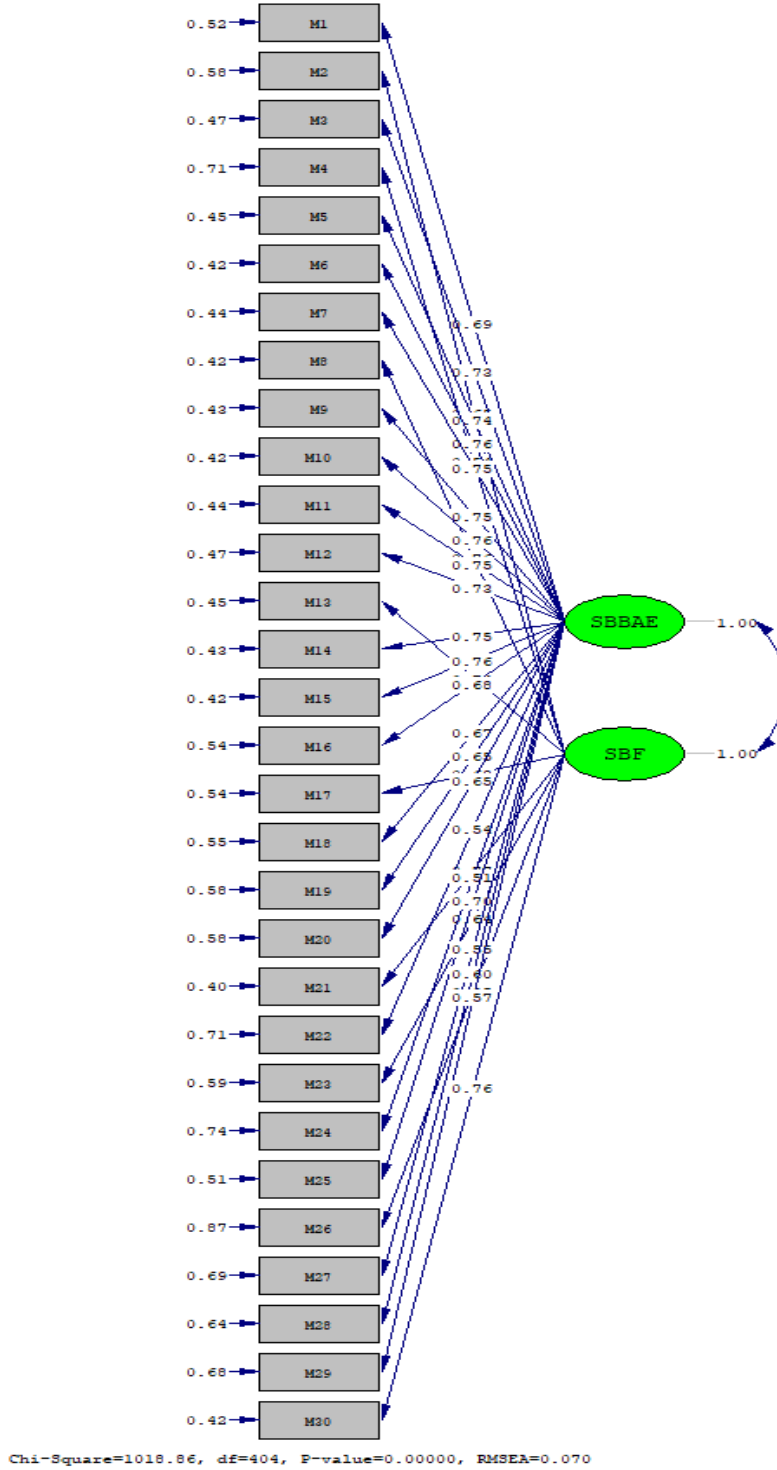 0.52 M1
0.58 M2
0.47 M3
0.71 M4
0.45 M5
0.42 M6
0.44 M7
0.69
0.42 M8
0.73
0.43 M9
0.74
0.76
0.42 M10
0.75
0.44 M11
0.75
0.76
0.47 M12
0.75
0.73
0.45 M13
SBBAE 1.00
0.75
0.43 M14
0.76
0.68
0.42 M15
0.67
0.54 M16
SBF 1.00
0.65
0.54 M17
0.54
0.55 M18
0.51
0.58 M19
0.70
0.58 M20
0.55
0.60
0.40 M21
0.57
0.71 M22
0.59 M23
0.76
0.74 M24
0.51 M25
0.87 M26
0.69 M27
0.64 M28
0.68 M29
0.42 M30
Chi-Square=1018.86, df=404, P-value=0.00000, RMSEA=0.070